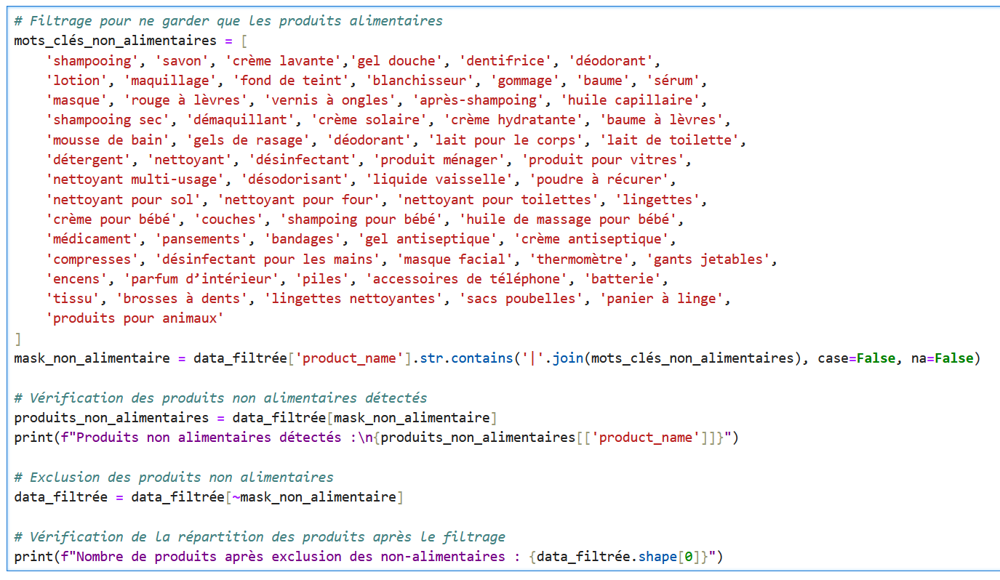 # Filtrage pour ne garder que les produits alimentaires
mots_clés_non_alimentaires = [
    'shampooing', 'savon', 'crème lavante','gel douche', 'dentifrice', 'déodorant',
    'lotion', 'maquillage', 'fond de teint', 'blanchisseur', 'gommage', 'baume', 'sérum',
    'masque', 'rouge à lèvres', 'vernis à ongles', 'après-shampoing', 'huile capillaire',
    'shampooing sec', 'démaquillant', 'crème solaire', 'crème hydratante', 'baume à lèvres',
    'mousse de bain', 'gels de rasage', 'déodorant', 'lait pour le corps', 'lait de toilette',
    'détergent', 'nettoyant', 'désinfectant', 'produit ménager', 'produit pour vitres',
    'nettoyant multi-usage', 'désodorisant', 'liquide vaisselle', 'poudre à récurer',
    'nettoyant pour sol', 'nettoyant pour four', 'nettoyant pour toilettes', 'lingettes',
    'crème pour bébé', 'couches', 'shampoing pour bébé', 'huile de massage pour bébé',
    'médicament', 'pansements', 'bandages', 'gel antiseptique', 'crème antiseptique',
    'compresses', 'désinfectant pour les mains', 'masque facial', 'thermomètre', 'gants jetables',
    'encens', 'parfum d’intérieur', 'piles', 'accessoires de téléphone', 'batterie',
    'tissu', 'brosses à dents', 'lingettes nettoyantes', 'sacs poubelles', 'panier à linge',
    'produits pour animaux'
]
mask_non_alimentaire = data_filtrée['product_name'].str.contains('|'.join(mots_clés_non_alimentaires), case=False, na=False)

# Vérification des produits non alimentaires détectés
produits_non_alimentaires = data_filtrée[mask_non_alimentaire]
print(f"Produits non alimentaires détectés :\n{produits_non_alimentaires[['product_name']]}")

# Exclusion des produits non alimentaires
data_filtrée = data_filtrée[~mask_non_alimentaire]

# Vérification de la répartition des produits après le filtrage
print(f"Nombre de produits après exclusion des non-alimentaires : {data_filtrée.shape[0]}")